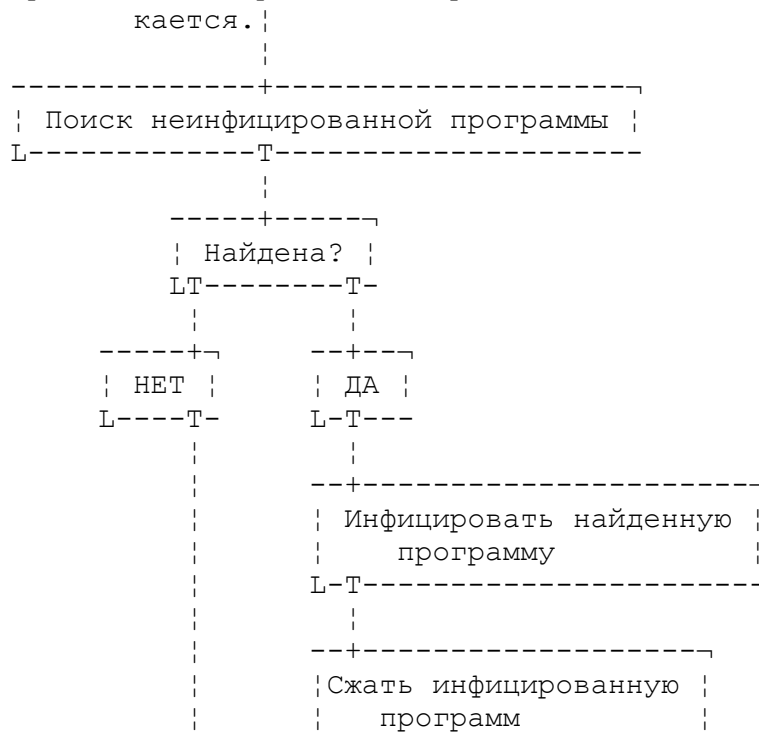 кается.
Поиск неинфицированной программы
Найдена?
НЕТ ДА
Инфицировать найденную
программу
Сжать инфицированную
программ